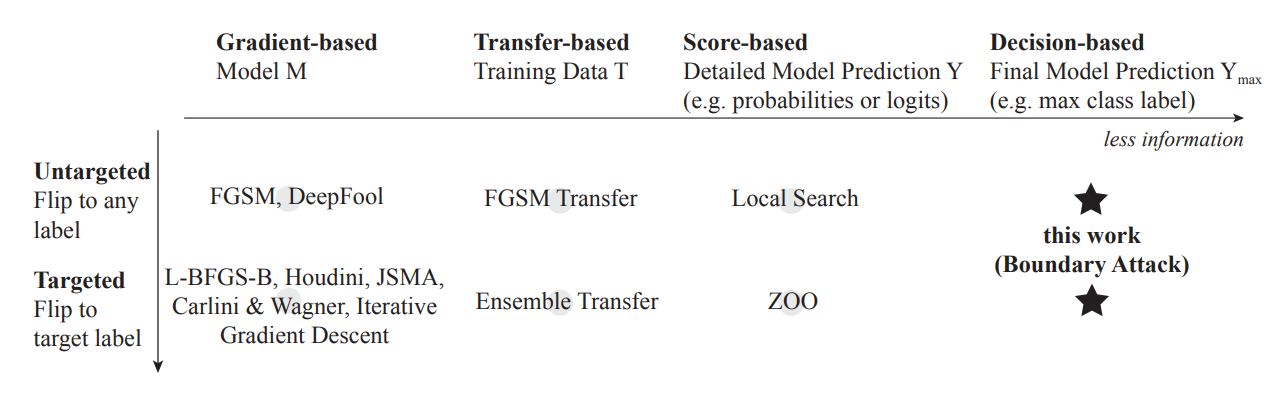 Gradient-based
Model M
Transfer-based
Training Data T
Score-based
Detailed Model Prediction Y
(e.g. probabilities or logits)
Decision-based
Final Model Prediction Ymax
(e.g. max class label)
less information
Untargeted
Flip to any
label
FGSM, DeepFool
FGSM Transfer
Local Search
this work
(Boundary Attack)
Targeted
Flip to
target label
L-BFGS-B, Houdini, JSMA,
Carlini & Wagner, Iterative
Gradient Descent
Ensemble Transfer
ZOO